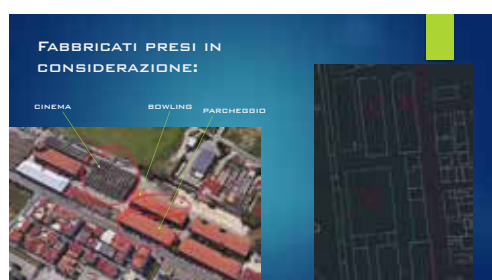 Fabbricati presi in
considerazione:
cinema
bowling
parcheggio